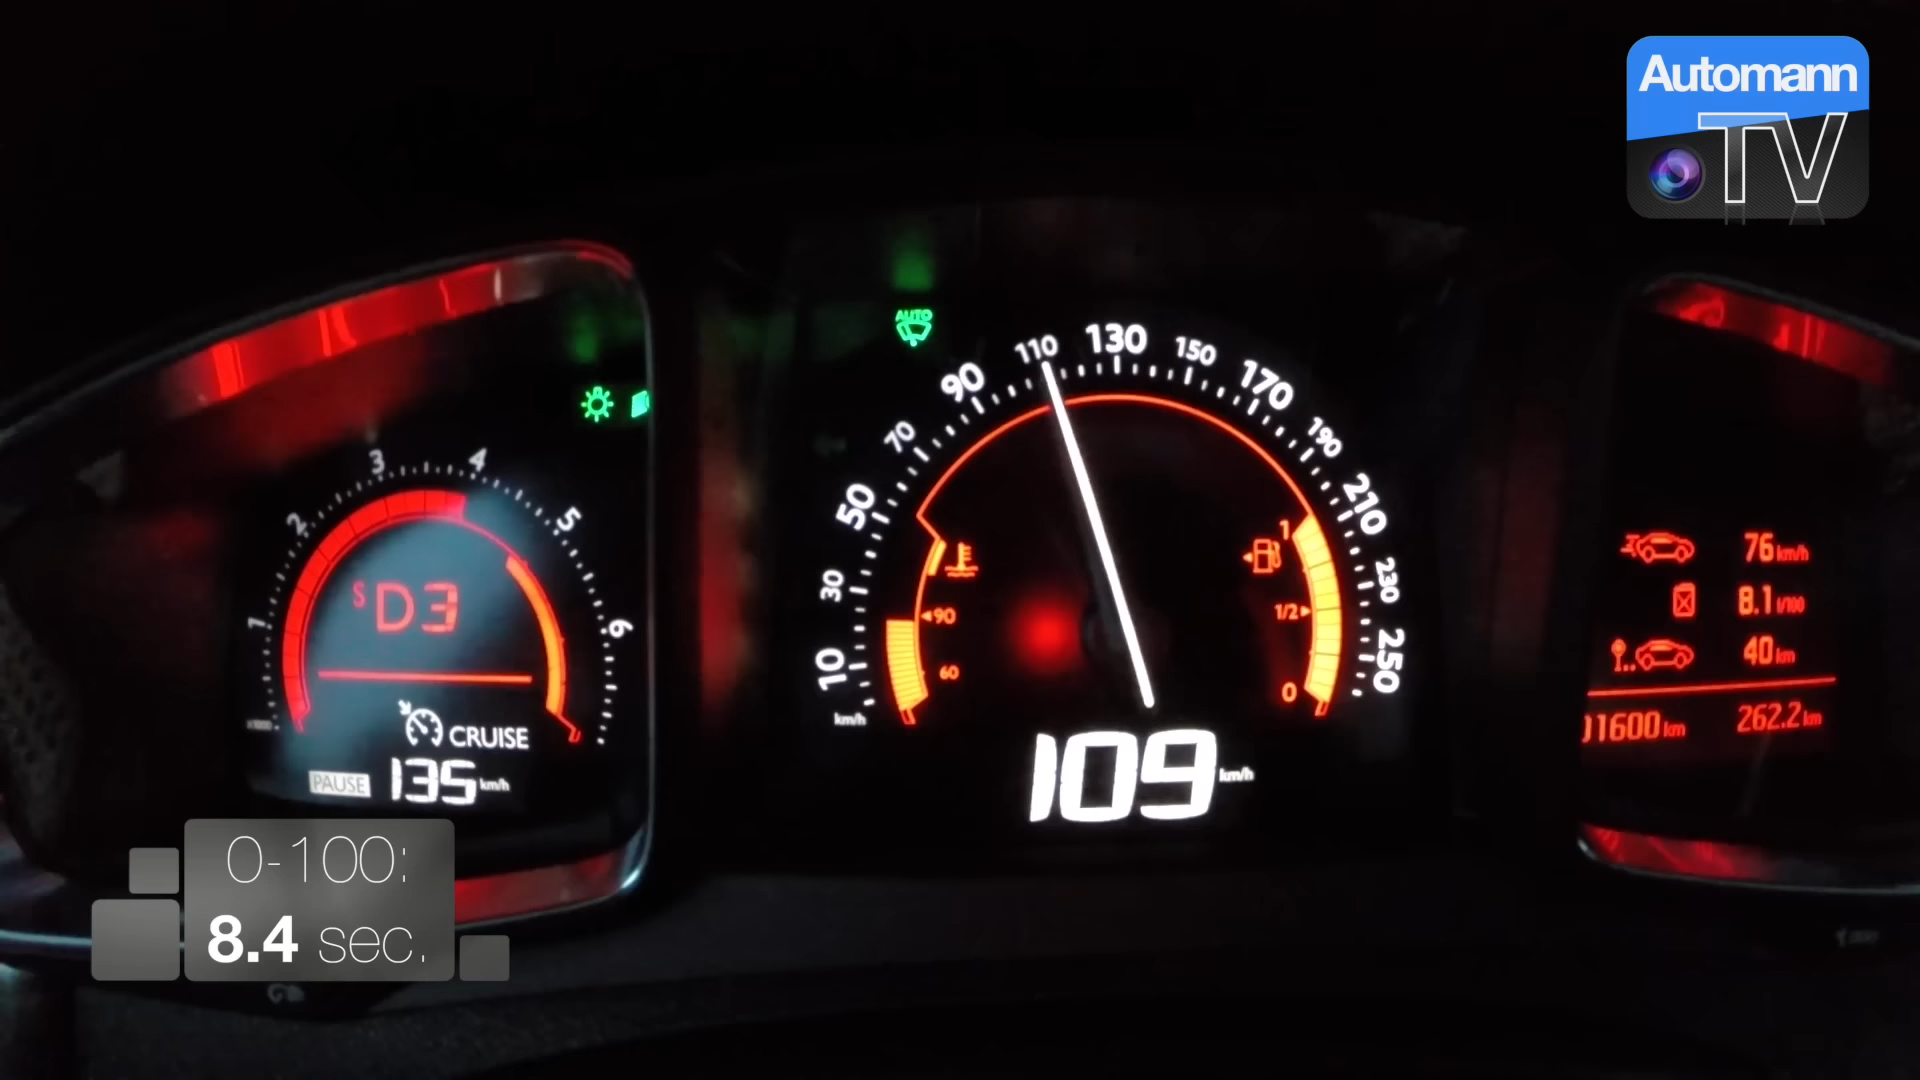 Automann
TV
AUTO
1
2
3
4
5
6
S D3
CRUISE
PAUSE 135 km/h
10
30
50
70
90
110
130
150
170
190
210
230
250
km/h
90
60
1
1/2
0
109 km/h
76 km/h
8.1 l/100
40 km
1600 km 262.2 km
0-100:
8.4 sec.